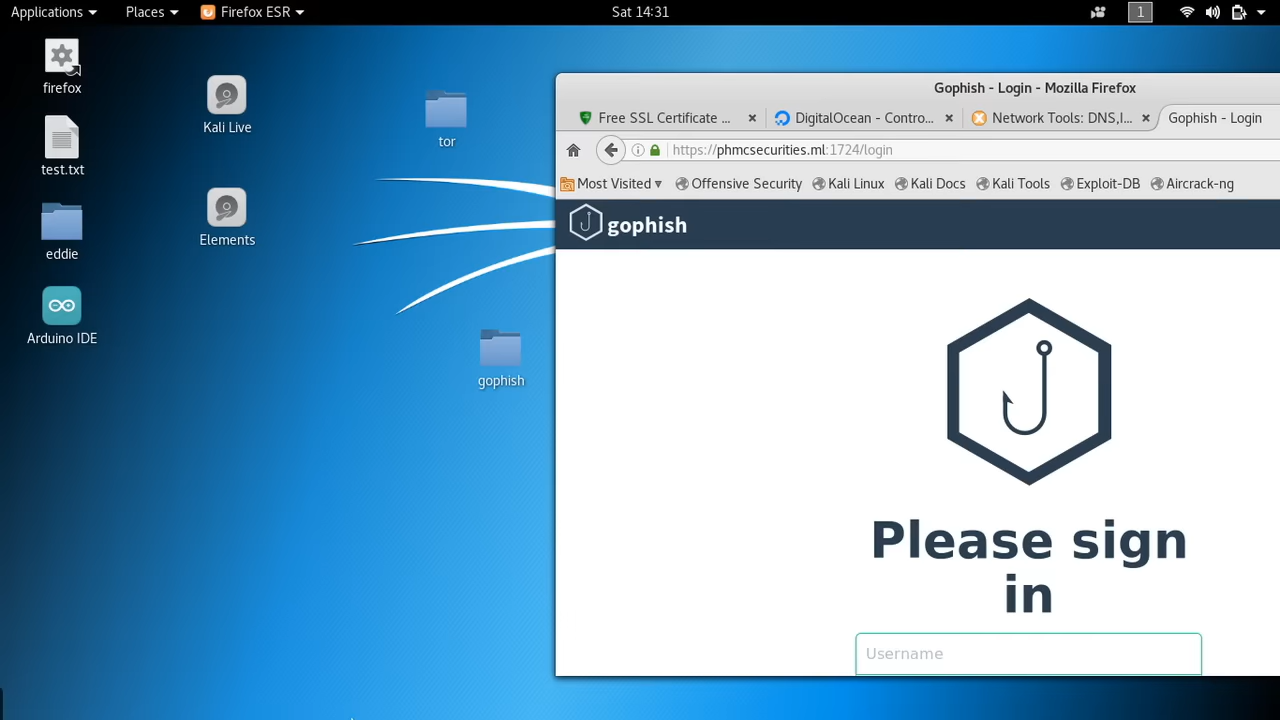 Applications Places Firefox ESR Sat 14:31 1
firefox
Kali Live
tor
test.txt
Elements
eddie
Arduino IDE
gophish
Gophish - Login - Mozilla Firefox
Free SSL Certificate ... DigitalOcean - Contro... Network Tools: DNS,I... Gophish - Login
https://phmcsecurities.ml:1724/login
Most Visited Offensive Security Kali Linux Kali Docs Kali Tools Exploit-DB Aircrack-ng
gophish
Please sign
in
Username